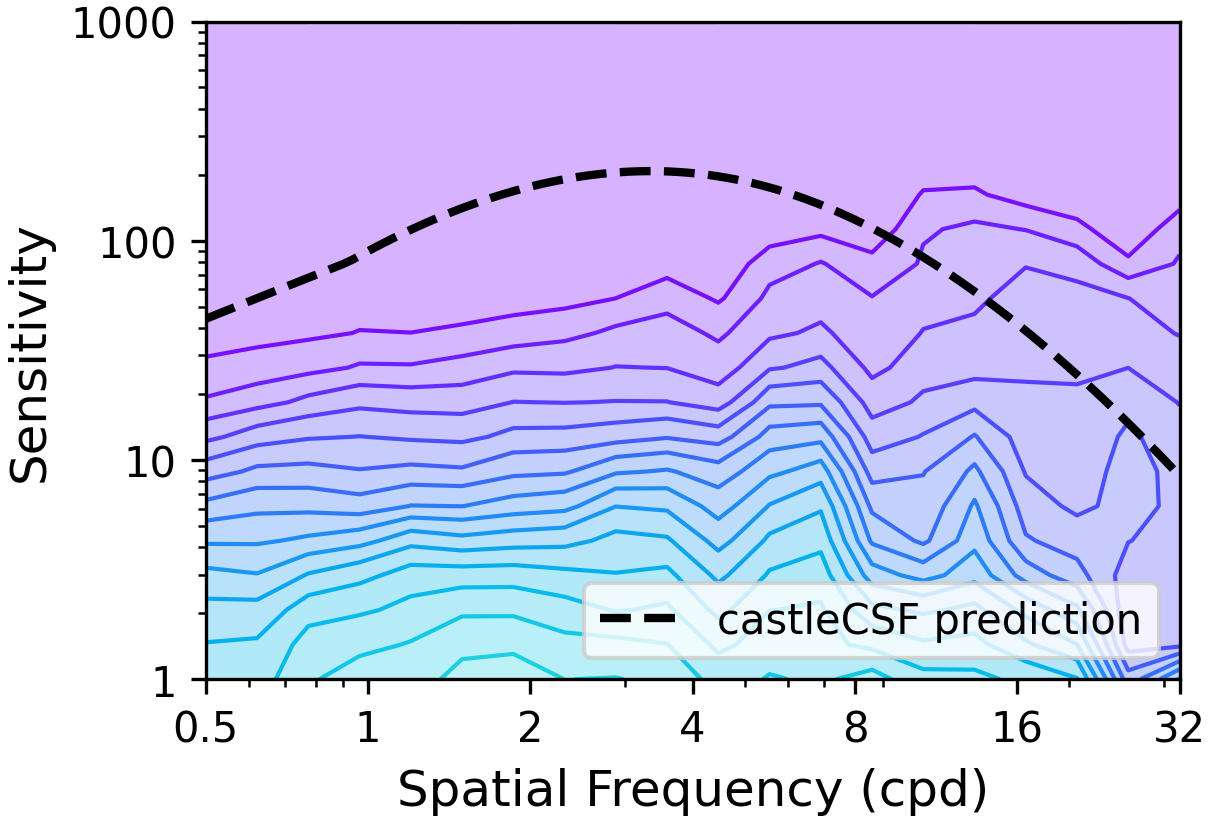 1000
100
10
1
Sensitivity
castleCSF prediction
0.5 1 2 4 8 16 32
Spatial Frequency (cpd)